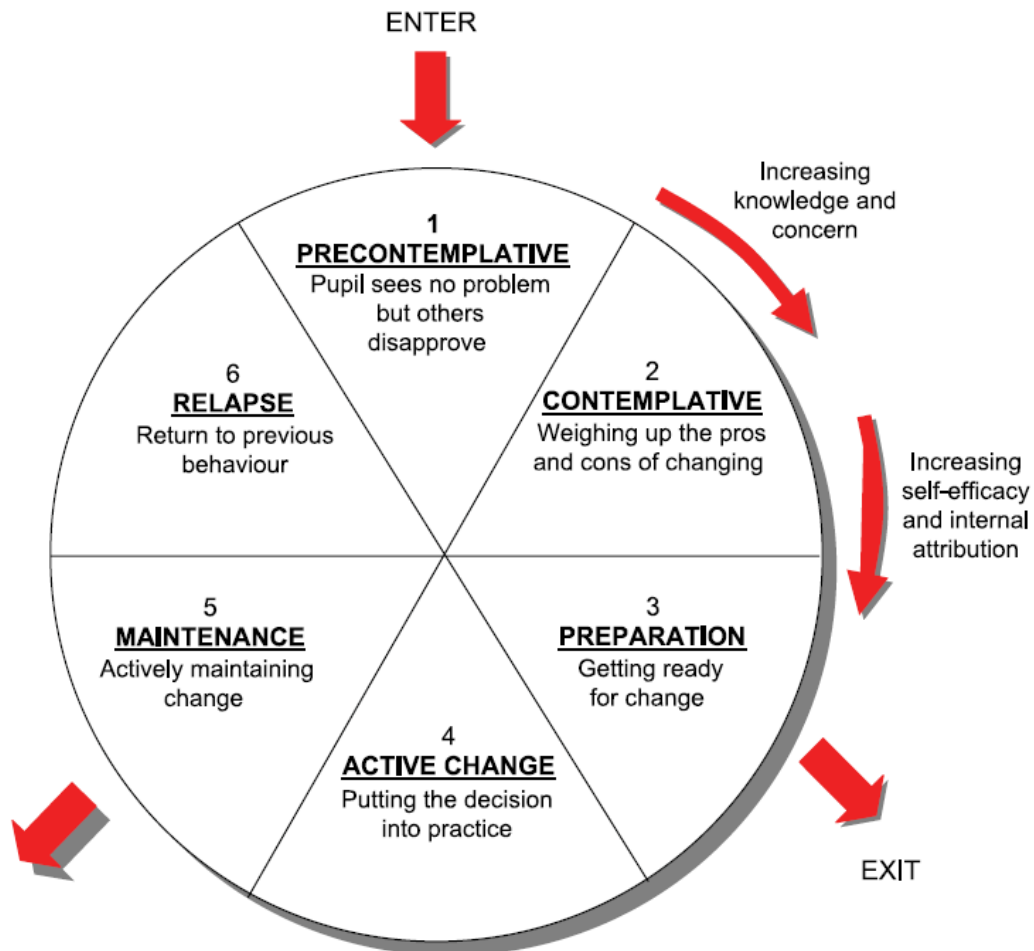 ENTER
Increasing
knowledge and
concern
1
PRECONTEMPLATIVE
Pupil sees no problem
but others
disapprove
2
CONTEMPLATIVE
Weighing up the pros
and cons of changing
Increasing
self-efficacy
and internal
attribution
3
PREPARATION
Getting ready
for change
EXIT
4
ACTIVE CHANGE
Putting the decision
into practice
5
MAINTENANCE
Actively maintaining
change
6
RELAPSE
Return to previous
behaviour